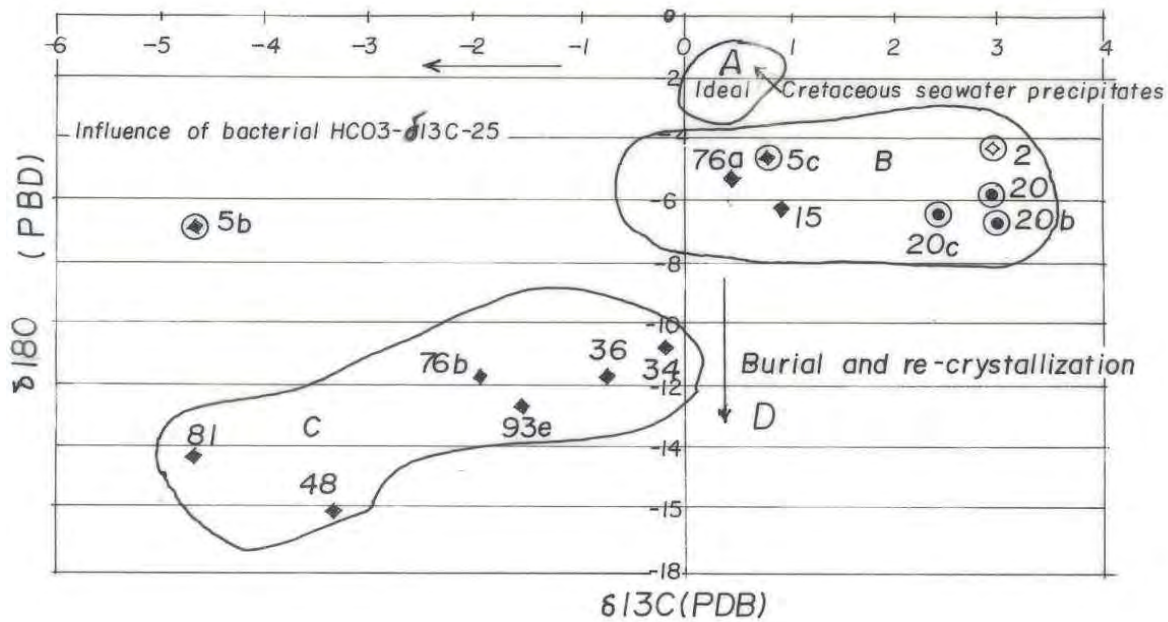 0
-6 -5 -4 -3 -2 -1 0 1 2 3 4
A
-2
Ideal Cretaceous seawater precipitates
Influence of bacterial HCO3-δ13C-25
-4
76a 5c B 2
-6
5b 15 20
20c 20b
-8
δ18O (PBD)
-10
76b 36 34
Burial and re-crystallization
-12
93e D
C
81
-14
48
-15
-18
δ13C(PDB)